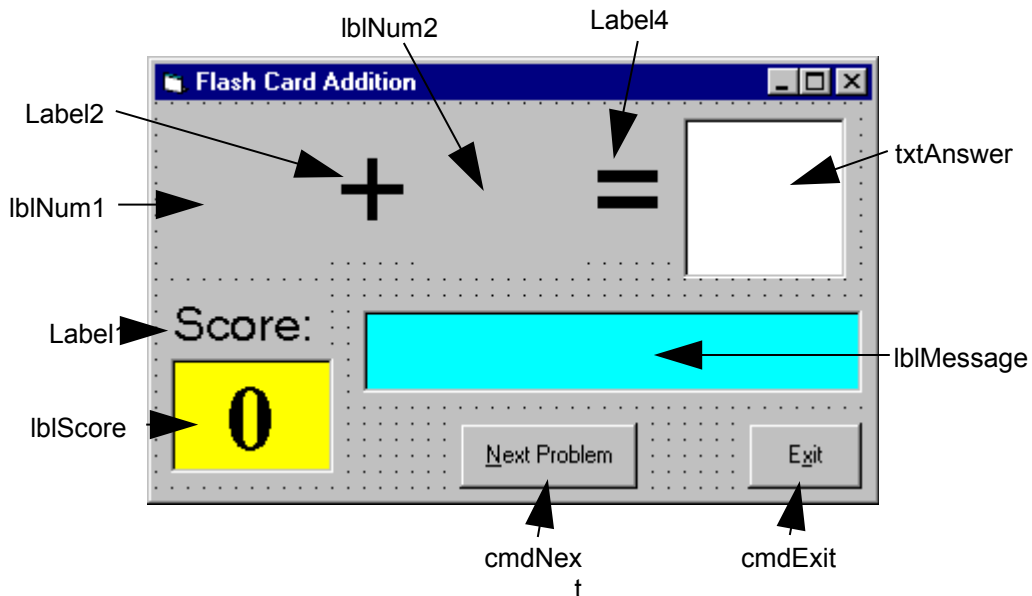 lblNum2
Label4
Flash Card Addition
Label2
+
=
txtAnswer
lblNum1
Label1
Score:
lblMessage
lblScore
0
Next Problem
Exit
cmdNex
t
cmdExit